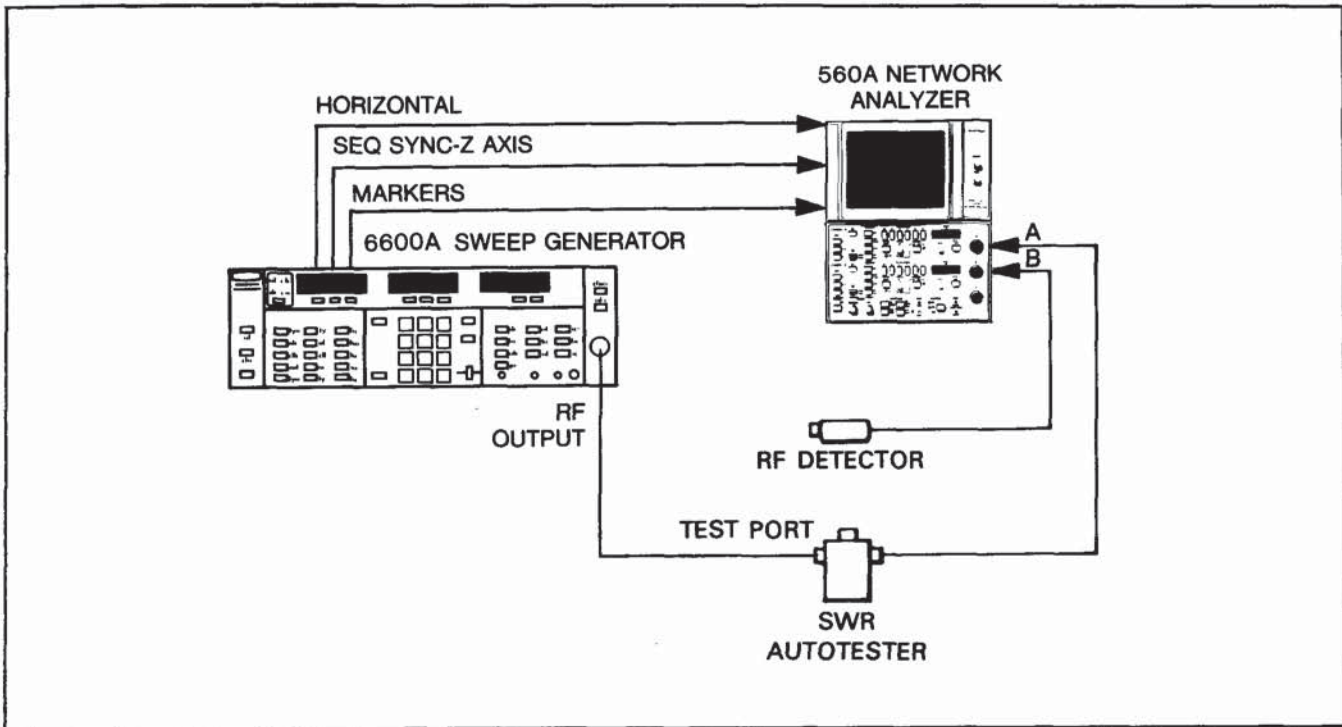 560A NETWORK
ANALYZER
HORIZONTAL
SEQ SYNC-Z AXIS
MARKERS
6600A SWEEP GENERATOR
A
B
RF
OUTPUT
RF DETECTOR
TEST PORT
SWR
AUTOTESTER